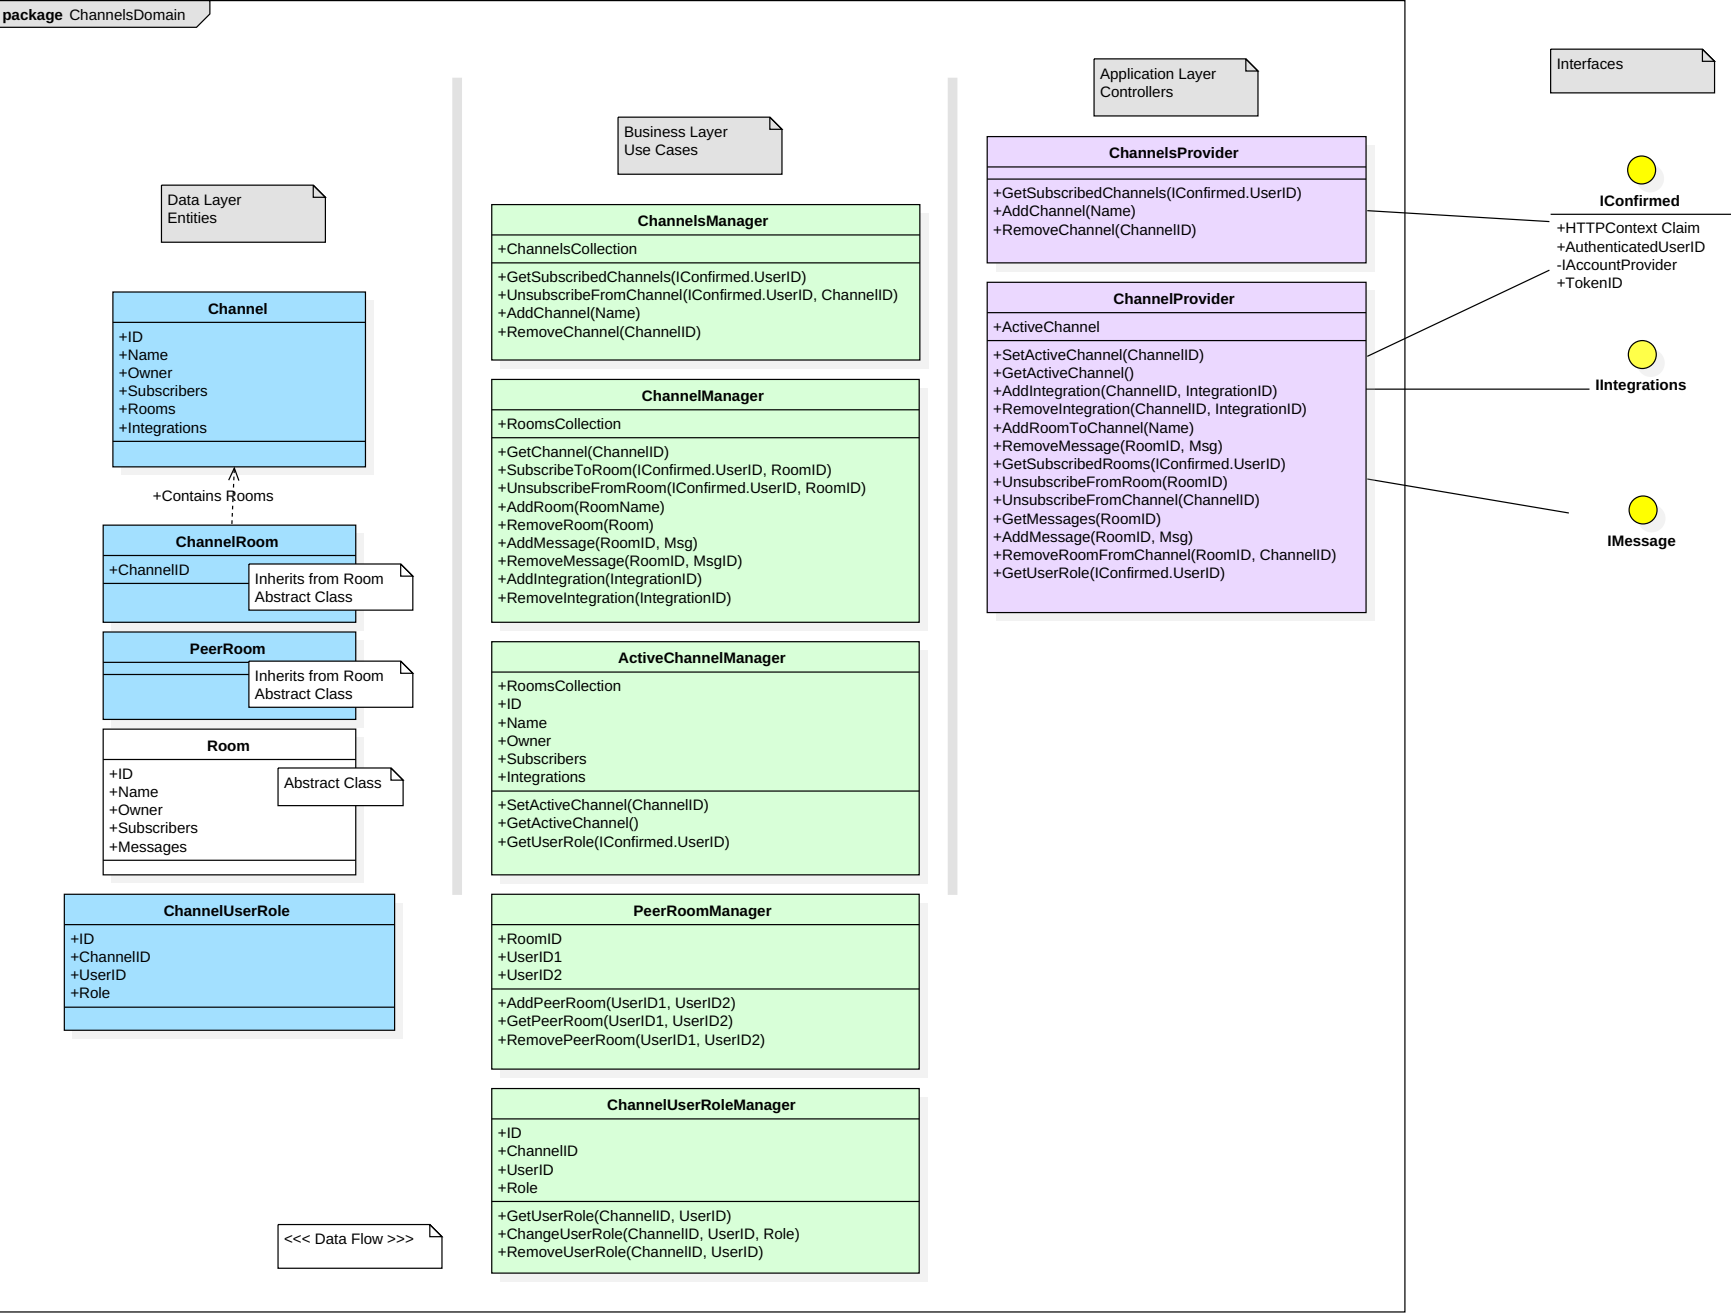 package ChannelsDomain
Data Layer
Entities
Channel
+ID
+Name
+Owner
+Subscribers
+Rooms
+Integrations
+Contains Rooms
ChannelRoom
+ChannelID
Inherits from Room
Abstract Class
PeerRoom
Inherits from Room
Abstract Class
Room
+ID
+Name
+Owner
+Subscribers
+Messages
Abstract Class
ChannelUserRole
+ID
+ChannelID
+UserID
+Role
<<< Data Flow >>>
Business Layer
Use Cases
ChannelsManager
+ChannelsCollection
+GetSubscribedChannels(IConfirmed.UserID)
+UnsubscribeFromChannel(IConfirmed.UserID, ChannelID)
+AddChannel(Name)
+RemoveChannel(ChannelID)
ChannelManager
+RoomsCollection
+GetChannel(ChannelID)
+SubscribeToRoom(IConfirmed.UserID, RoomID)
+UnsubscribeFromRoom(IConfirmed.UserID, RoomID)
+AddRoom(RoomName)
+RemoveRoom(Room)
+AddMessage(RoomID, Msg)
+RemoveMessage(RoomID, MsgID)
+AddIntegration(IntegrationID)
+RemoveIntegration(IntegrationID)
ActiveChannelManager
+RoomsCollection
+ID
+Name
+Owner
+Subscribers
+Integrations
+SetActiveChannel(ChannelID)
+GetActiveChannel()
+GetUserRole(IConfirmed.UserID)
PeerRoomManager
+RoomID
+UserID1
+UserID2
+AddPeerRoom(UserID1, UserID2)
+GetPeerRoom(UserID1, UserID2)
+RemovePeerRoom(UserID1, UserID2)
ChannelUserRoleManager
+ID
+ChannelID
+UserID
+Role
+GetUserRole(ChannelID, UserID)
+ChangeUserRole(ChannelID, UserID, Role)
+RemoveUserRole(ChannelID, UserID)
Application Layer
Controllers
ChannelsProvider
+GetSubscribedChannels(IConfirmed.UserID)
+AddChannel(Name)
+RemoveChannel(ChannelID)
ChannelProvider
+ActiveChannel
+SetActiveChannel(ChannelID)
+GetActiveChannel()
+AddIntegration(ChannelID, IntegrationID)
+RemoveIntegration(ChannelID, IntegrationID)
+AddRoomToChannel(Name)
+RemoveMessage(RoomID, Msg)
+GetSubscribedRooms(IConfirmed.UserID)
+UnsubscribeFromRoom(RoomID)
+UnsubscribeFromChannel(ChannelID)
+GetMessages(RoomID)
+AddMessage(RoomID, Msg)
+RemoveRoomFromChannel(RoomID, ChannelID)
+GetUserRole(IConfirmed.UserID)
Interfaces
IConfirmed
+HTTPContext Claim
+AuthenticatedUserID
-IAccountProvider
+TokenID
IIntegrations
IMessage